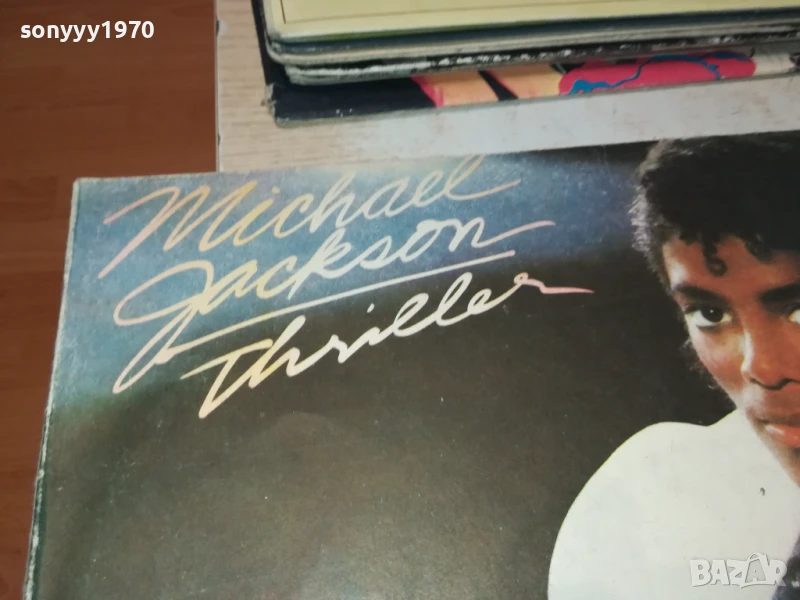 sonyyy1970
Michael
Jackson
Thriller
BAZAR